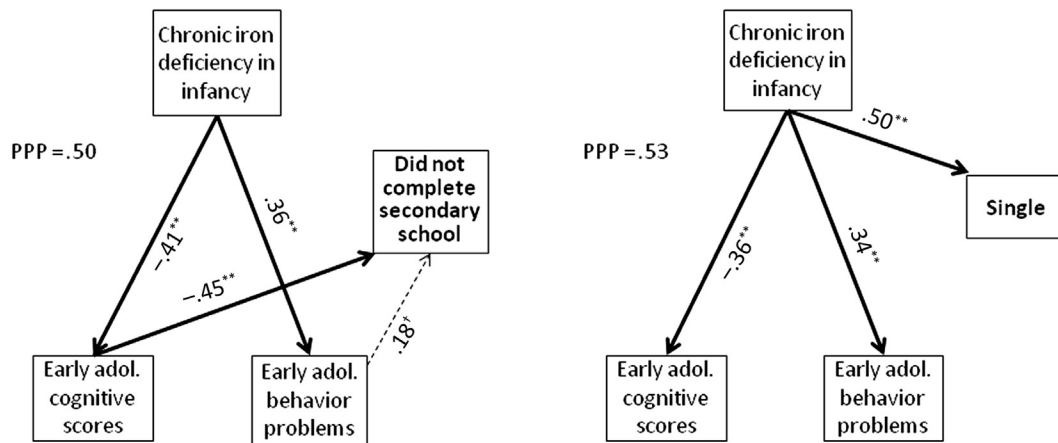 Chronic iron
deficiency in
infancy
PPP = .50
Did not
complete
secondary
school
−.41**
.36**
−.45**
.18†
Early adol.
cognitive
scores
Early adol.
behavior
problems
Chronic iron
deficiency in
infancy
PPP = .53
.50**
Single
−.36**
.34**
Early adol.
cognitive
scores
Early adol.
behavior
problems